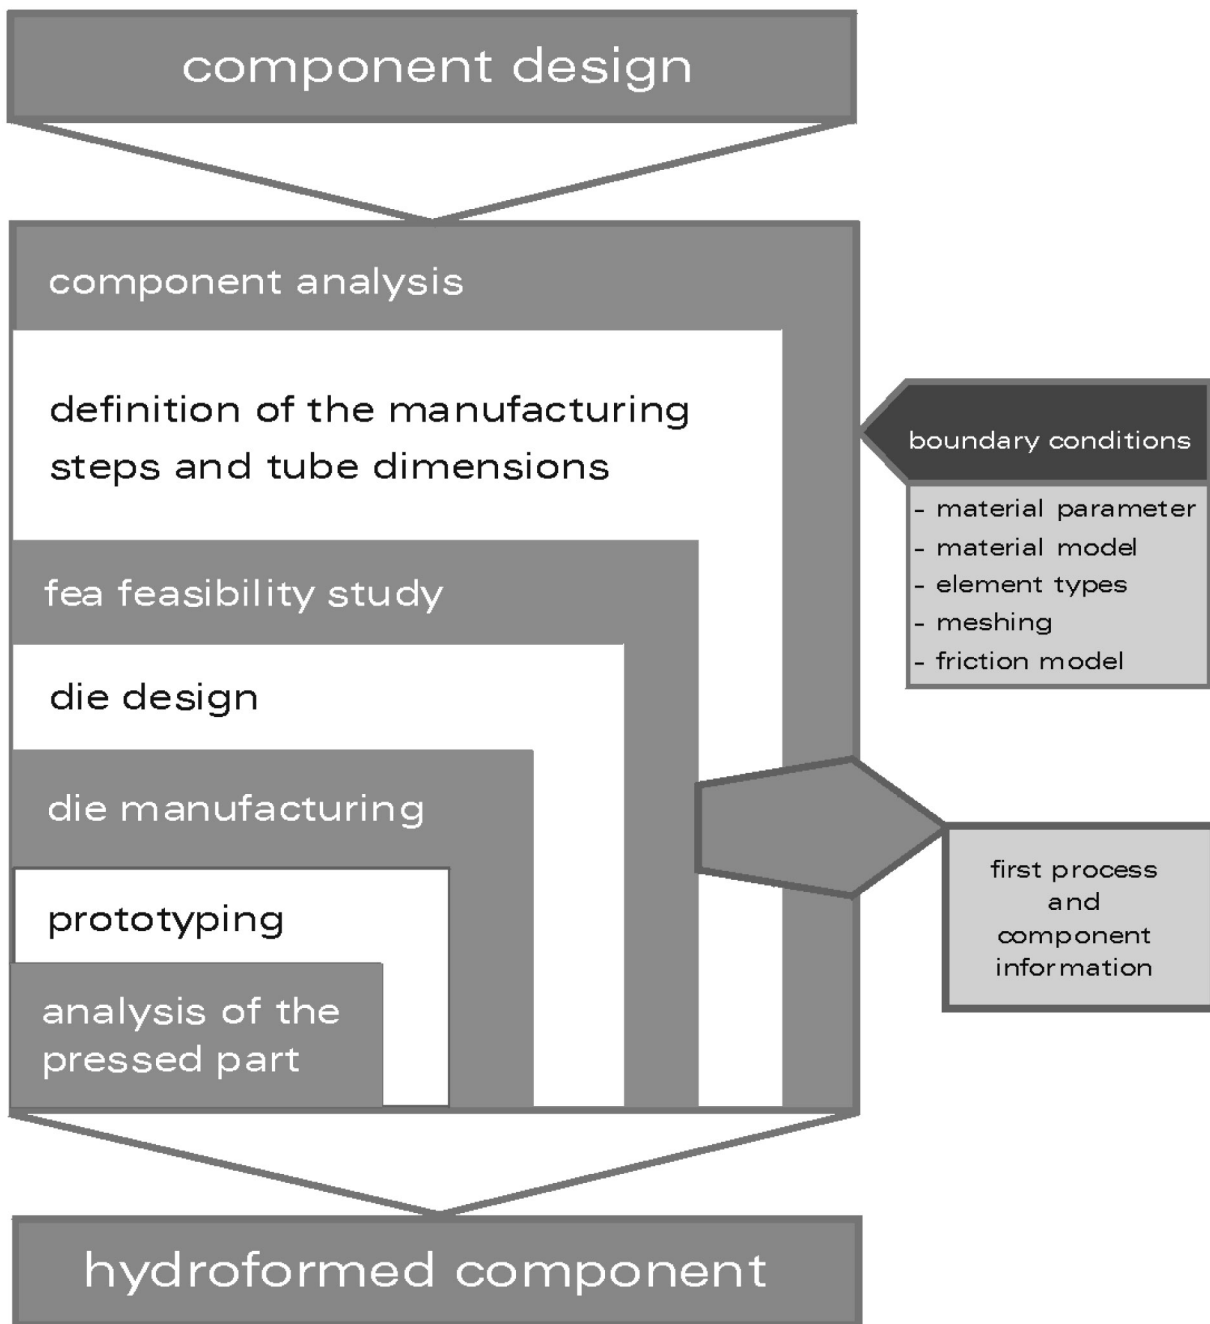 component design
component analysis
definition of the manufacturing
steps and tube dimensions
fea feasibility study
die design
die manufacturing
prototyping
analysis of the
pressed part
boundary conditions
- material parameter
- material model
- element types
- meshing
- friction model
first process
and
component
information
hydroformed component